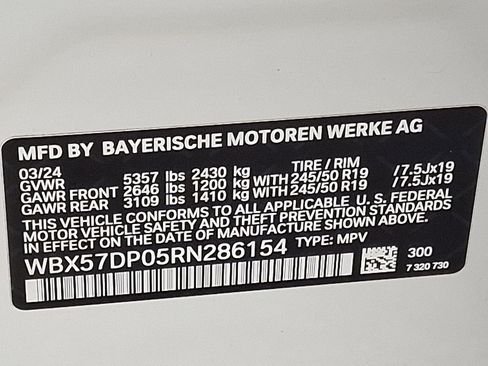 MFD BY BAYERISCHE MOTOREN WERKE AG
03/24 TIRE / RIM
GVWR 5357 lbs 2430 kg
GAWR FRONT 2646 lbs 1200 kg WITH 245/50 R19 /7.5Jx19
GAWR REAR 3109 lbs 1410 kg WITH 245/50 R19 /7.5Jx19
THIS VEHICLE CONFORMS TO ALL APPLICABLE U. S. FEDERAL
MOTOR VEHICLE SAFETY AND THEFT PREVENTION STANDARDS
IN EFFECT ON THE DATE OF MANUFACTURE SHOWN ABOVE.
WBX57DP05RN286154 TYPE: MPV
300
7 320 730